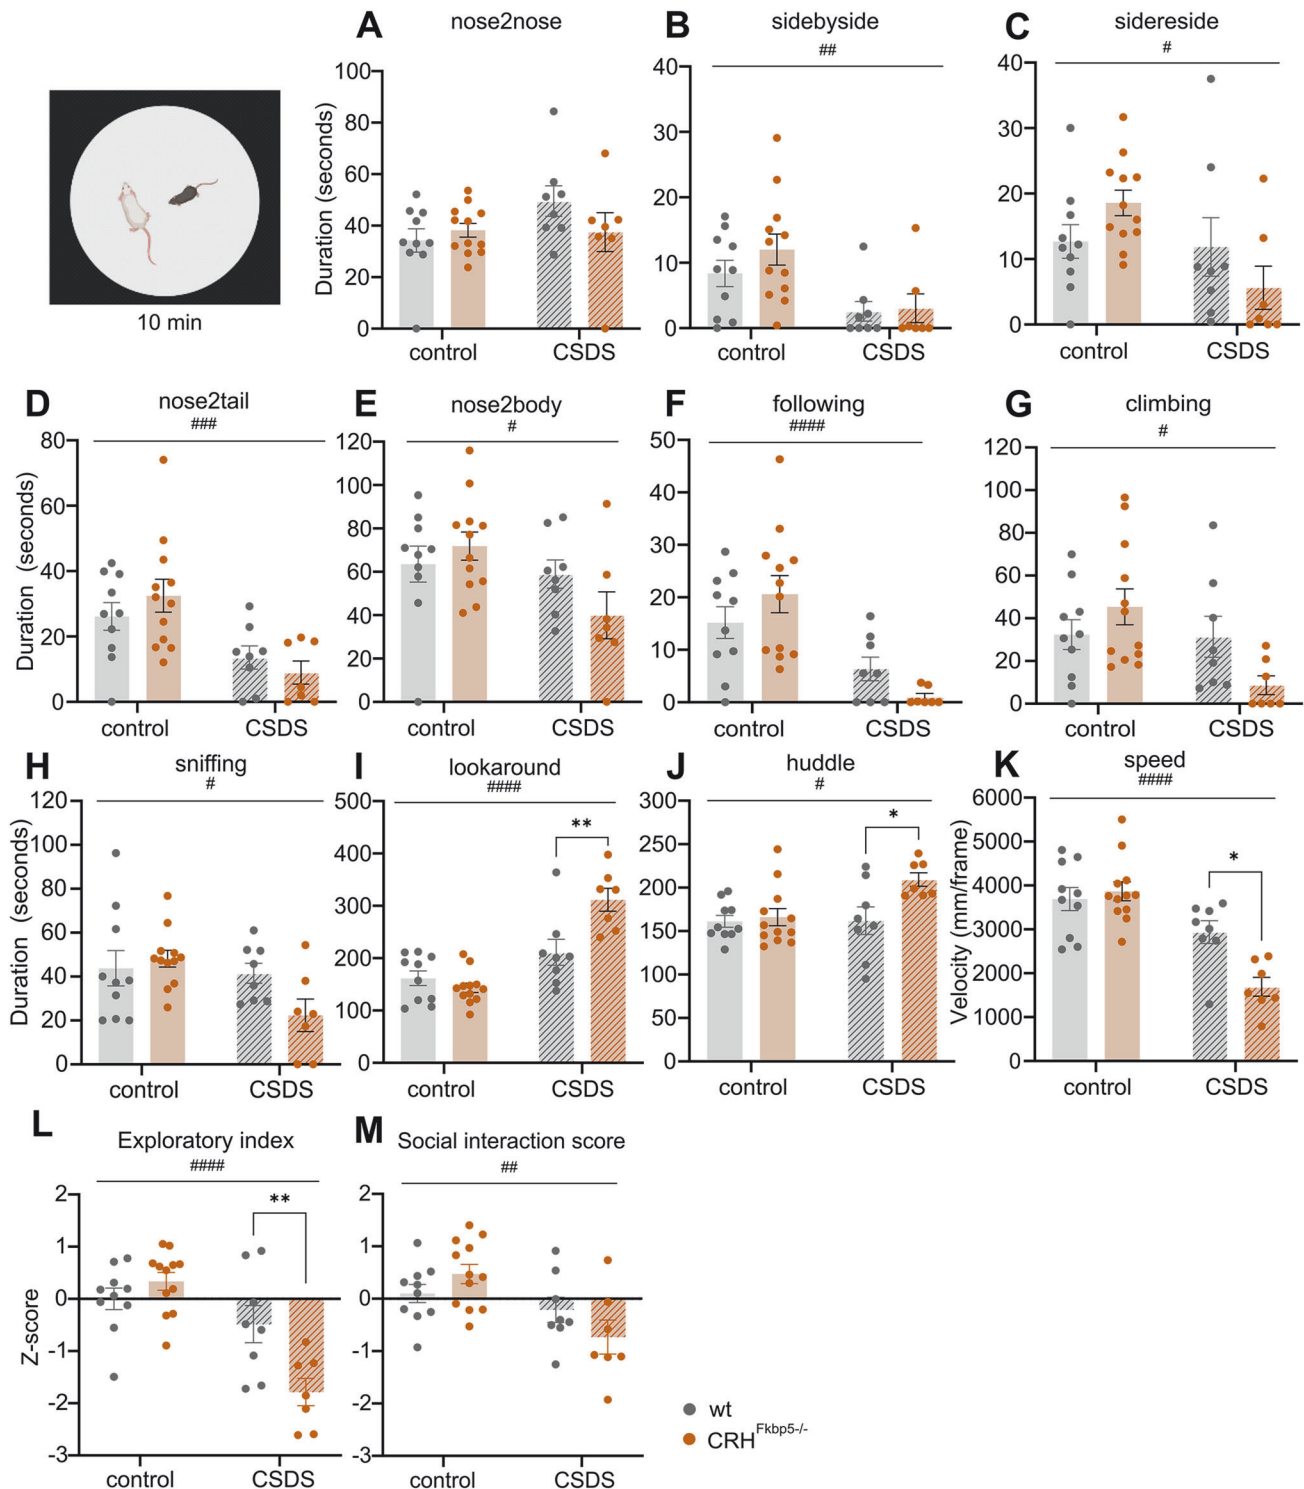 A nose2nose
Duration (seconds)
100
80
60
40
20
0
control CSDS
B sidebyside
##
40
30
20
10
0
control CSDS
C sidereside
#
40
30
20
10
0
control CSDS
10 min
D nose2tail
###
Duration (seconds)
80
60
40
20
0
control CSDS
E nose2body
#
120
100
80
60
40
20
0
control CSDS
F following
####
50
40
30
20
10
0
control CSDS
G climbing
#
120
100
80
60
40
20
0
control CSDS
H sniffing
#
Duration (seconds)
120
100
80
60
40
20
0
control CSDS
I lookaround
####
**
500
400
300
200
100
0
control CSDS
J huddle
#
*
300
250
200
150
100
50
0
control CSDS
K speed
####
*
Velocity (mm/frame)
6000
5000
4000
3000
2000
1000
0
control CSDS
L Exploratory index
####
**
Z-score
2
1
0
-1
-2
-3
control CSDS
M Social interaction score
##
2
1
0
-1
-2
-3
control CSDS
wt
CRH Fkbp5-/-